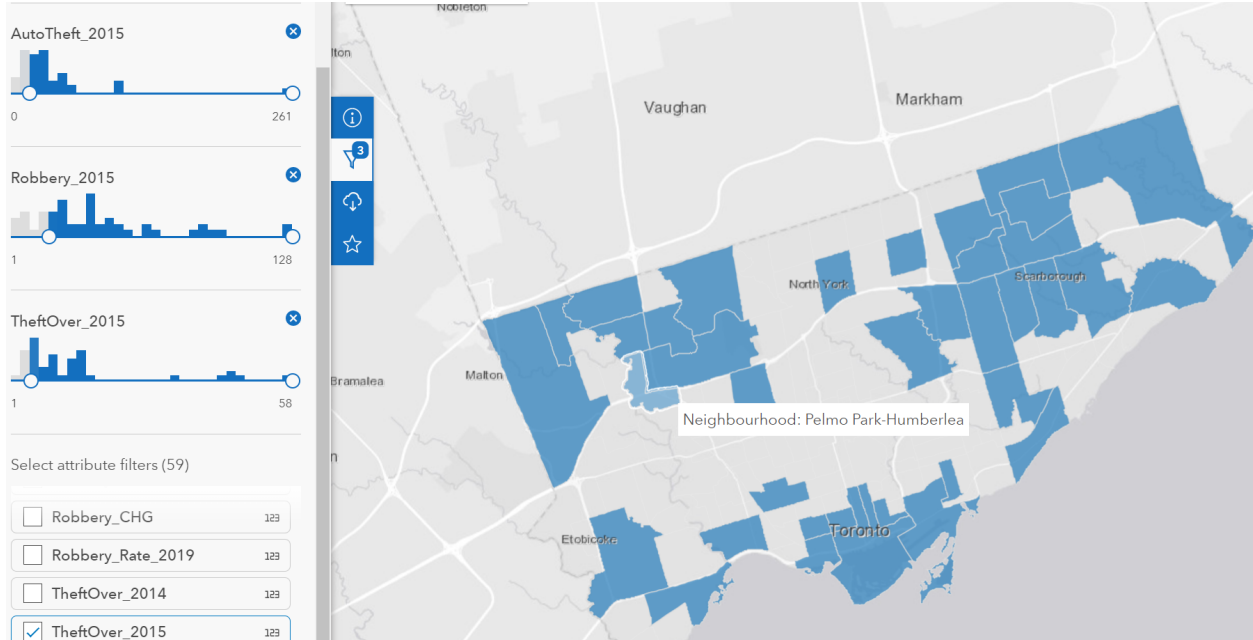 AutoTheft_2015
0
261
Robbery_2015
1
128
TheftOver_2015
1
58
Select attribute filters (59)
Robbery_CHG
123
Robbery_Rate_2019
123
TheftOver_2014
123
TheftOver_2015
123
3
Nobleton
lton
Vaughan
Markham
North York
Scarborough
Malton
Bramalea
Neighbourhood: Pelmo Park-Humberlea
n
Etobicoke
Toronto